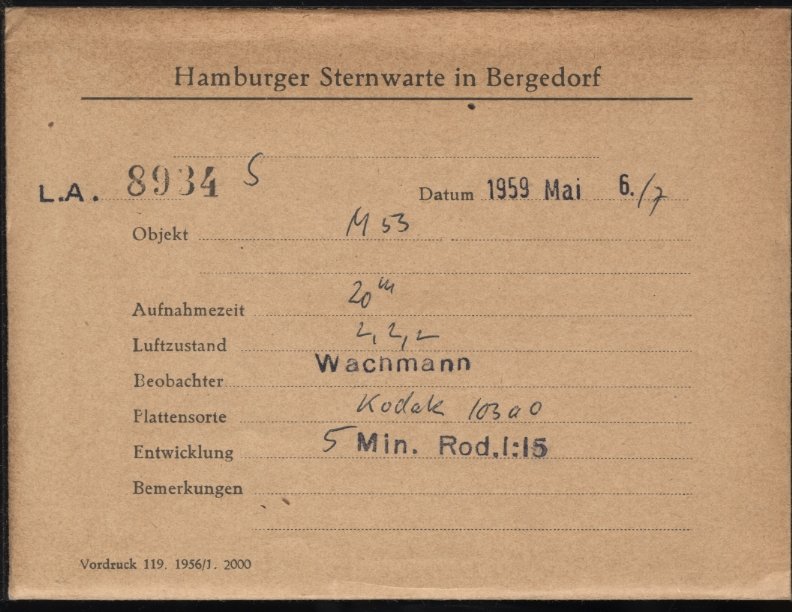 Hamburger Sternwarte in Bergedorf
L.A. 8934 S
Datum 1959 Mai 6./7
Objekt M 53
Aufnahmezeit 20m
Luftzustand 2, 2, 2
Beobachter Wachmann
Plattensorte Kodak 103a0
Entwicklung 5 Min. Rod.1:15
Bemerkungen
Vordruck 119. 1956/1. 2000